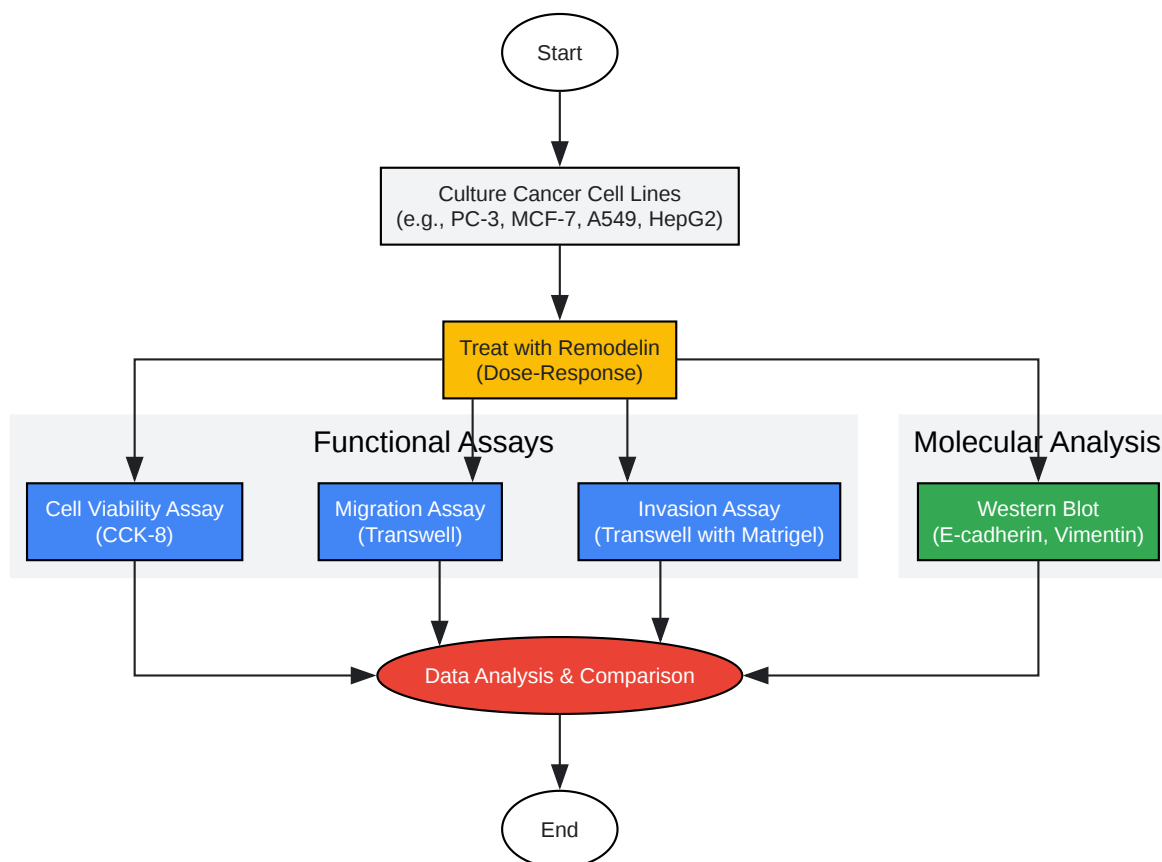 Start
Culture Cancer Cell Lines
(e.g., PC-3, MCF-7, A549, HepG2)
Treat with Remodelin
(Dose-Response)
Functional Assays
Molecular Analysis
Cell Viability Assay
(CCK-8)
Migration Assay
(Transwell)
Invasion Assay
(Transwell with Matrigel)
Western Blot
(E-cadherin, Vimentin)
Data Analysis & Comparison
End